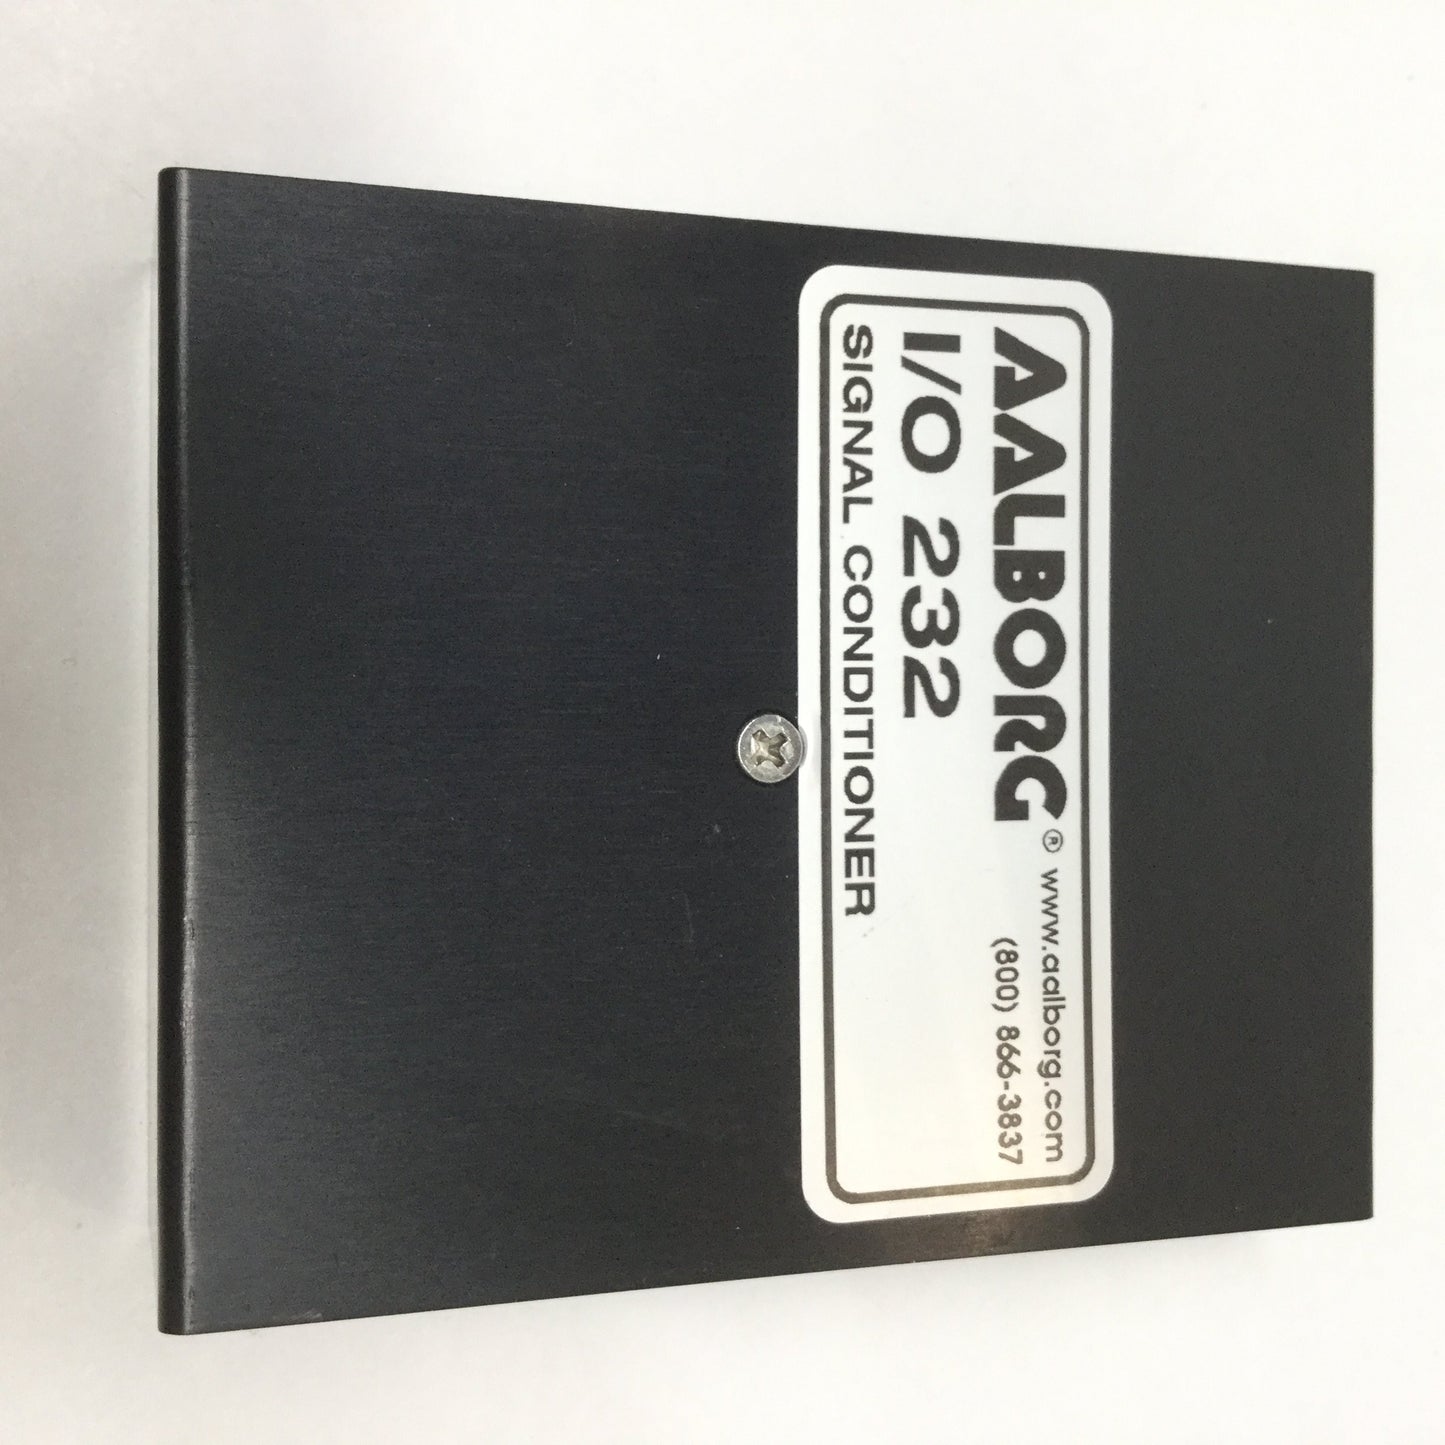 AALBORG® www.aalborg.com
(800) 866-3837
I/O 232
SIGNAL CONDITIONER